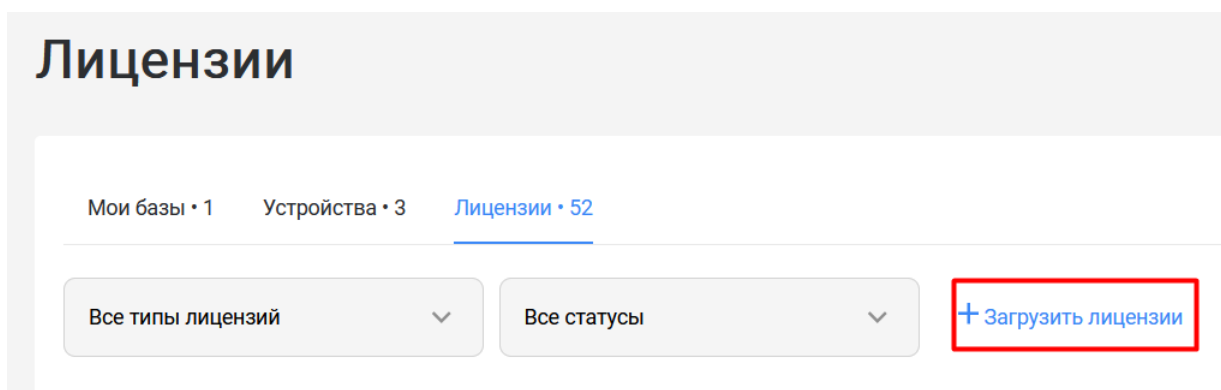 Лицензии
Мои базы • 1 Устройства • 3 Лицензии • 52
Все типы лицензий Все статусы +Загрузить лицензии